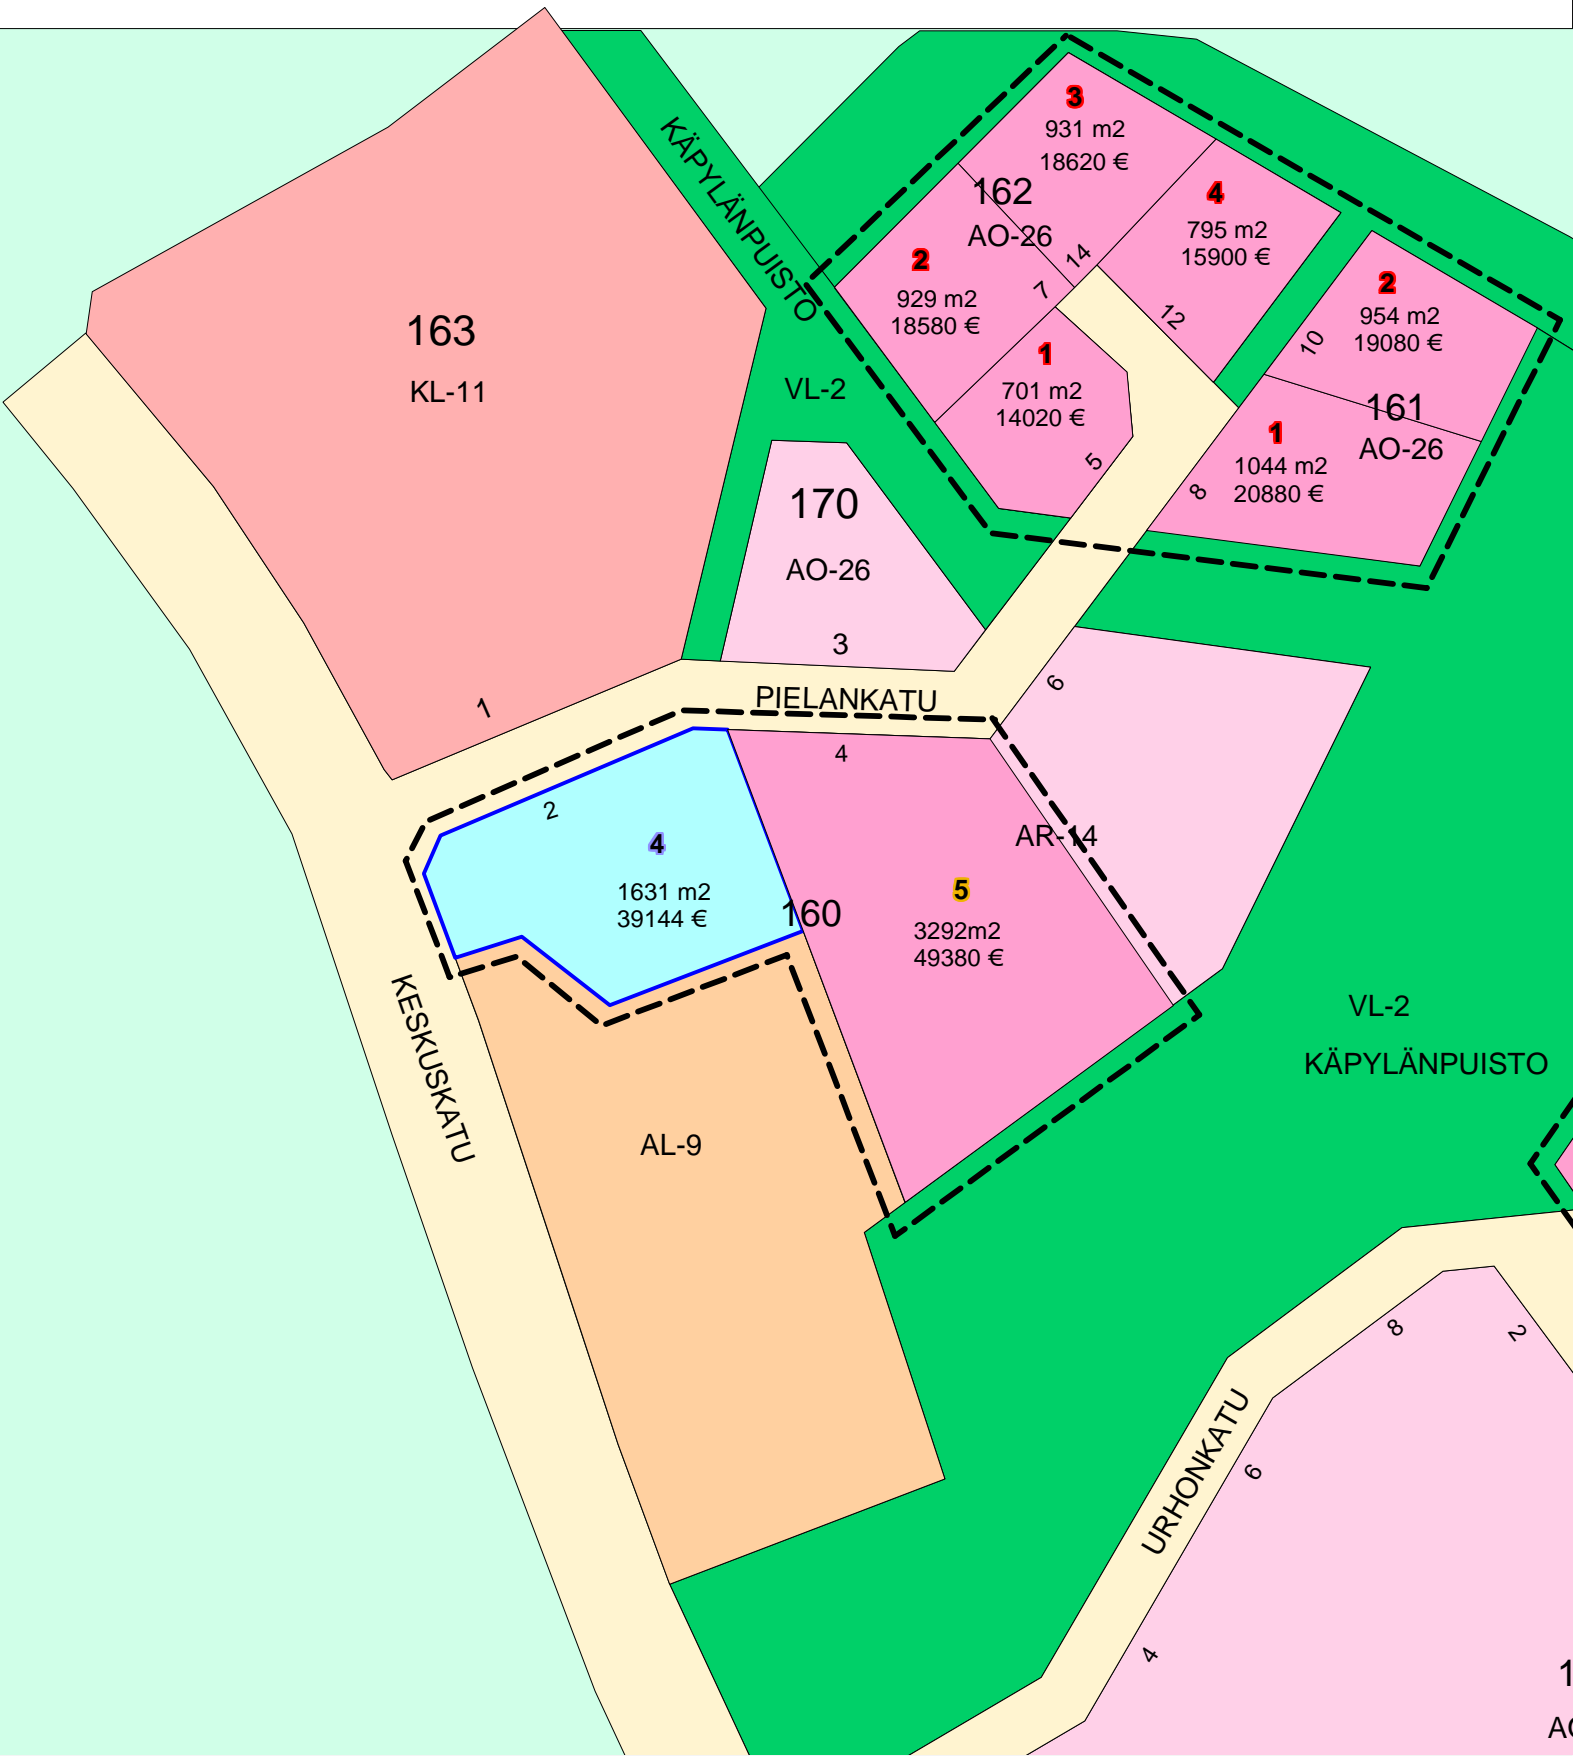 3
931 m2
18620 €
KÄPYLÄNPUISTO
162
AO-26
4
795 m2
15900 €
14
2
929 m2
18580 €
7
12
2
954 m2
19080 €
10
163
KL-11
1
701 m2
14020 €
VL-2
161
AO-26
1
1044 m2
20880 €
5
8
170
AO-26
3
6
PIELANKATU
1
4
2
AR-14
4
1631 m2
39144 €
160
5
3292m2
49380 €
KESKUSKATU
VL-2
KÄPYLÄNPUISTO
AL-9
8
2
URHONKATU
6
4
1